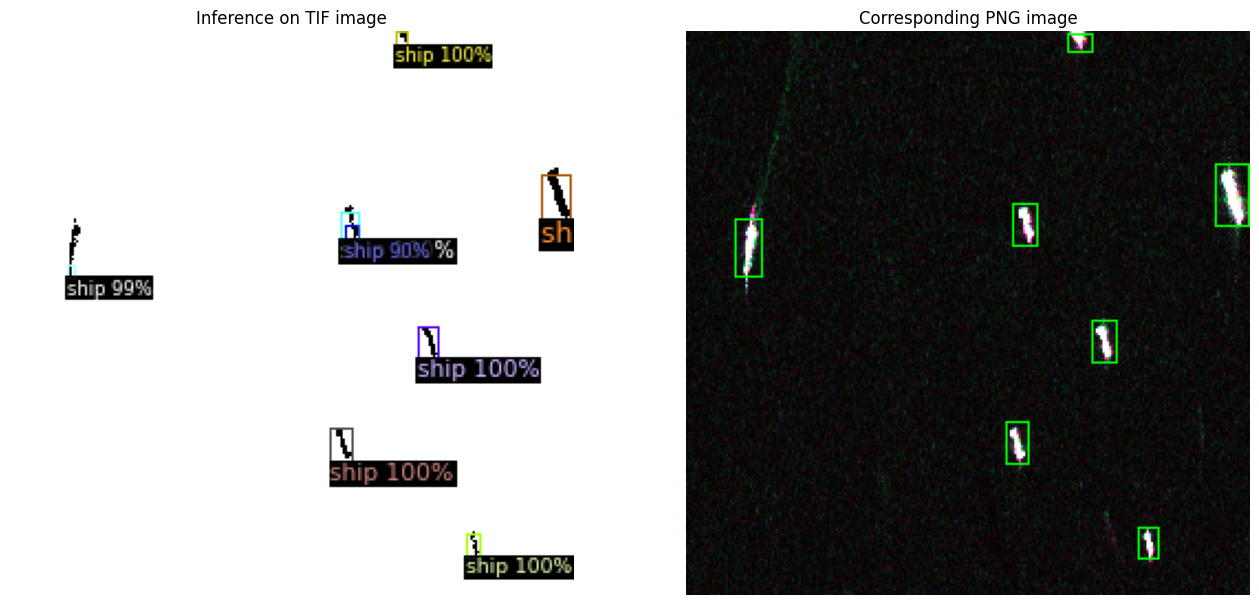 Inference on TIF image
Corresponding PNG image
ship 100%
sh
ship 90% %
ship 99%
ship 100%
ship 100%
ship 100%